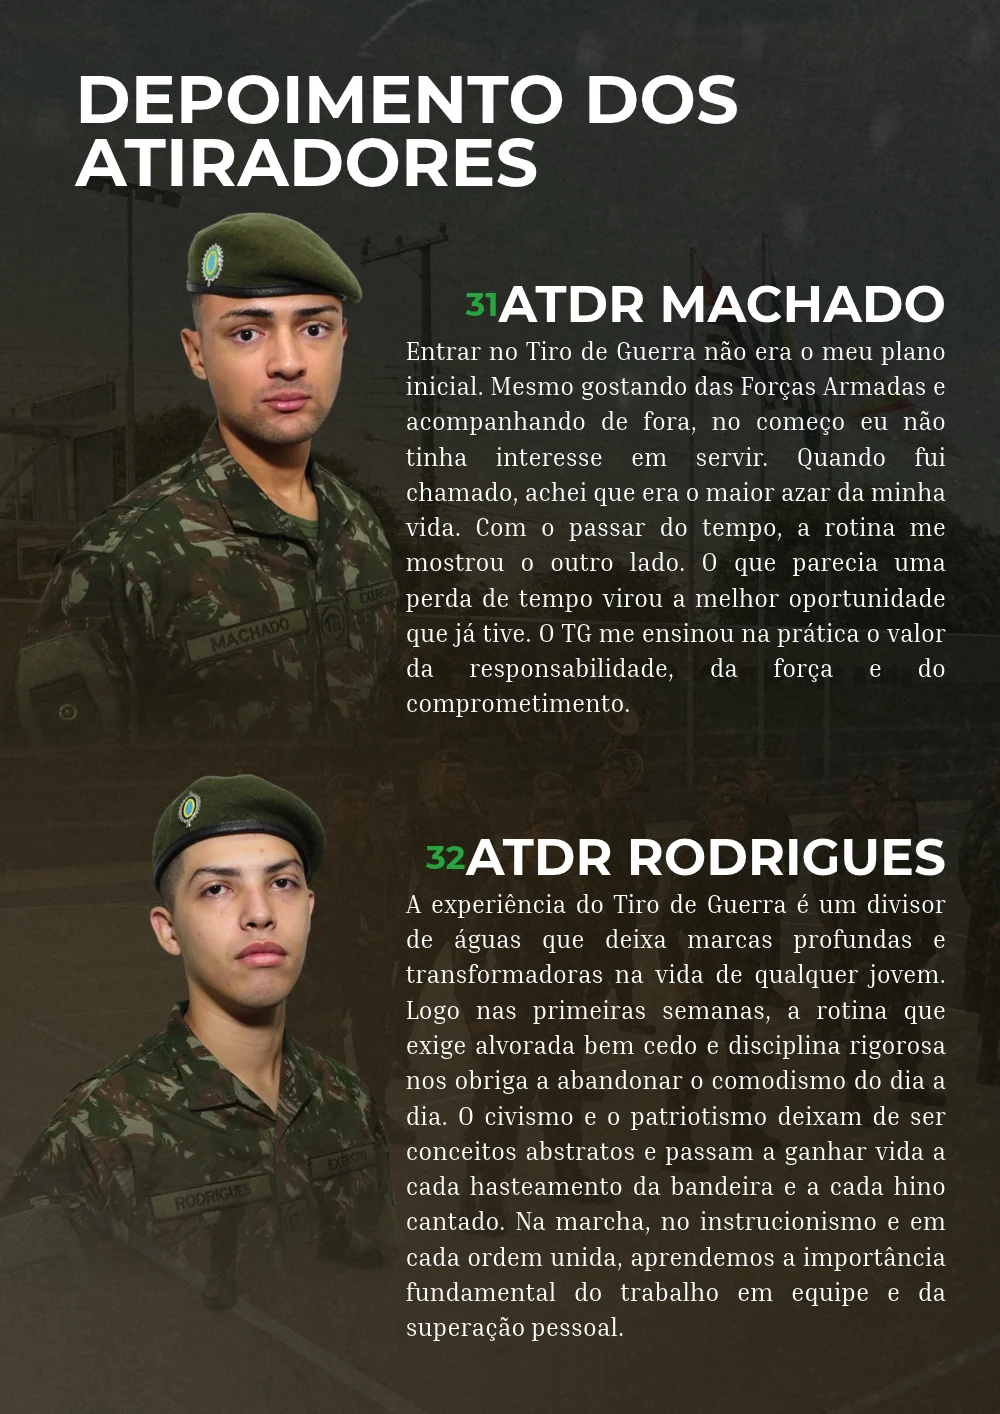 DEPOIMENTO DOS
ATIRADORES
31ATDR MACHADO
Entrar no Tiro de Guerra não era o meu plano
inicial. Mesmo gostando das Forças Armadas e
acompanhando de fora, no começo eu não
tinha interesse em servir. Quando fui
chamado, achei que era o maior azar da minha
vida. Com o passar do tempo, a rotina me
mostrou o outro lado. O que parecia uma
perda de tempo virou a melhor oportunidade
que já tive. O TG me ensinou na prática o valor
da responsabilidade, da força e do
comprometimento.
MACHADO
TG
EXÉRCITO
32ATDR RODRIGUES
A experiência do Tiro de Guerra é um divisor
de águas que deixa marcas profundas e
transformadoras na vida de qualquer jovem.
Logo nas primeiras semanas, a rotina que
exige alvorada bem cedo e disciplina rigorosa
nos obriga a abandonar o comodismo do dia a
dia. O civismo e o patriotismo deixam de ser
conceitos abstratos e passam a ganhar vida a
cada hasteamento da bandeira e a cada hino
cantado. Na marcha, no instrucionismo e em
cada ordem unida, aprendemos a importância
fundamental do trabalho em equipe e da
superação pessoal.
RODRIGUES
EXÉRCITO